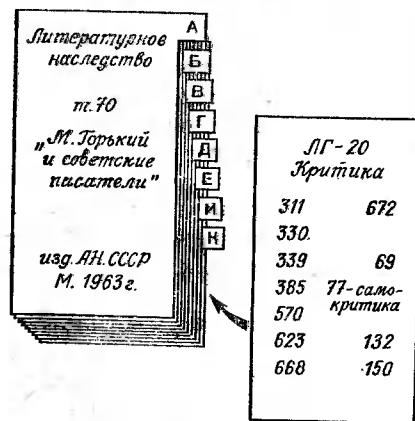 Литературное
наследство
т.70
„М. Горький
и советские
писатели"
изд. АН. СССР
М. 1963г.
А
Б
В
Г
Д
Е
И
Н
ЛГ-20
Критика
311 672
330.
339 69
385 77-само-
критика
570
623 132
668 150